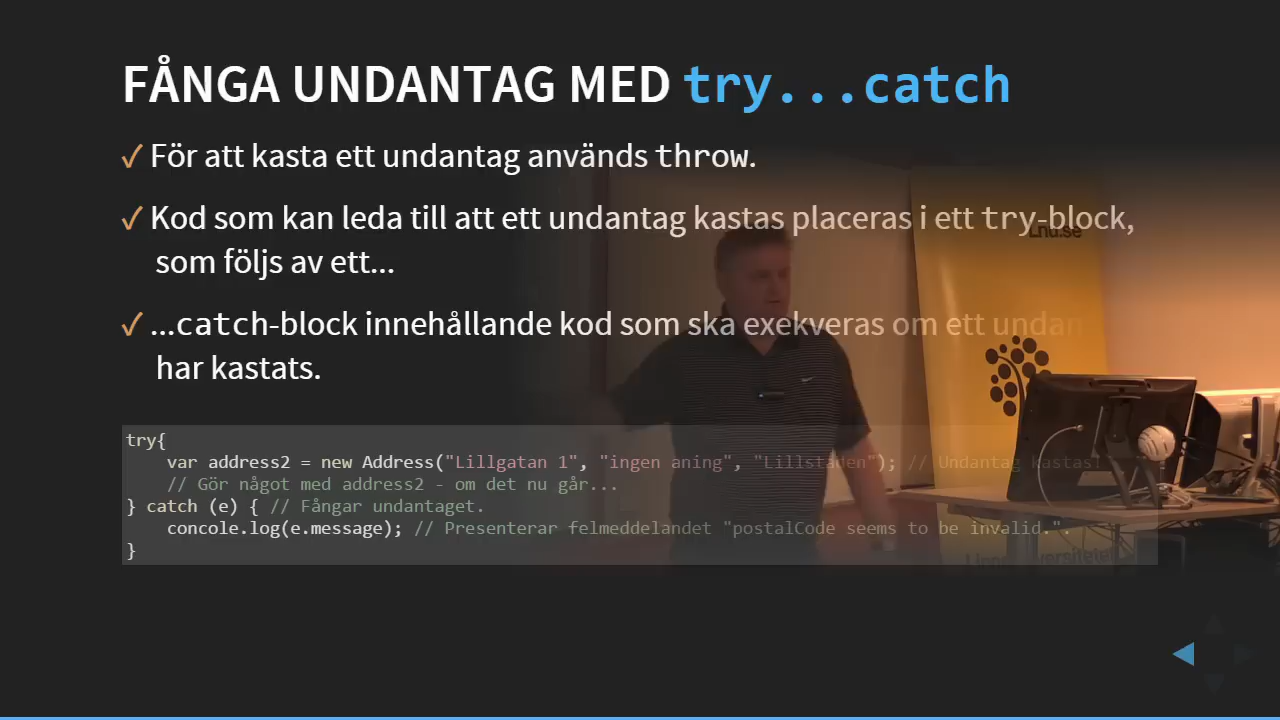 FÅNGA UNDANTAG MED try...catch
För att kasta ett undantag används throw.
Kod som kan leda till att ett undantag kastas placeras i ett try-block,
som följs av ett...
...catch-block innehållande kod som ska exekveras om ett undan
har kastats.
Lnu.se
try{
var address2 = new Address("Lillgatan 1", "ingen aning", "Lillstaden"); // Undantag kastas!
// Gör något med address2 - om det nu går...
} catch (e) { // Fångar undantaget.
concole.log(e.message); // Presenterar felmeddelandet "postalCode seems to be invalid.".
}